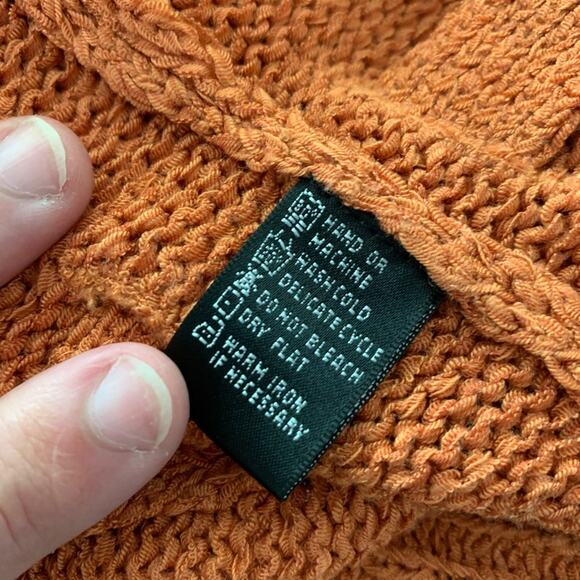 HAND OR
MACHINE
WASH COLD
DELICATE CYCLE
DO NOT BLEACH
DRY FLAT
WARM IRON
IF NECESSARY